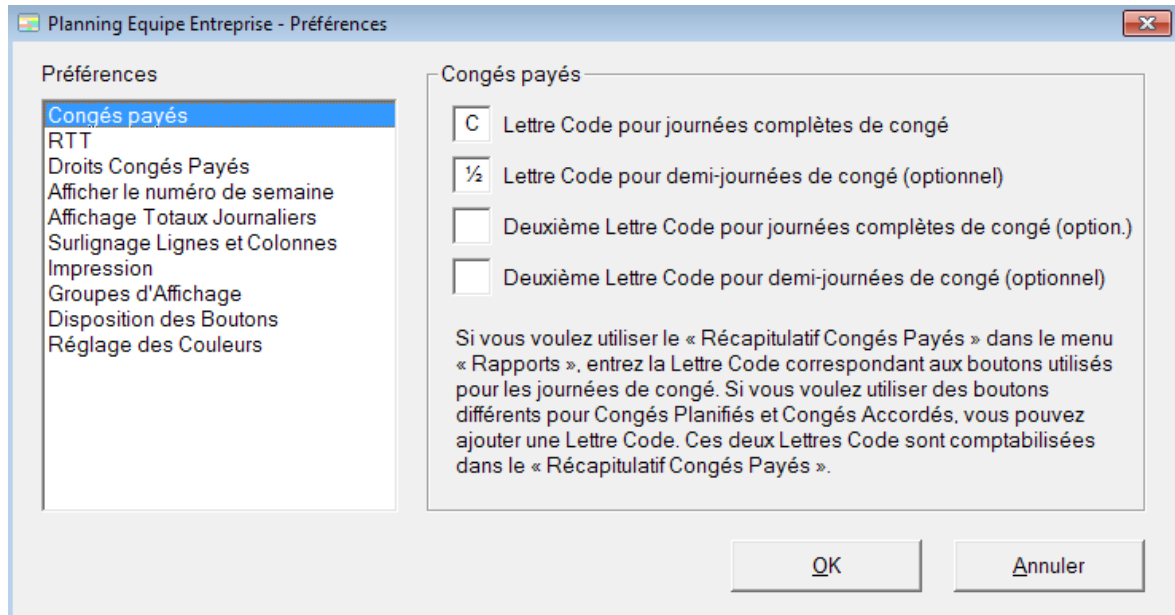 Planning Equipe Entreprise - Préférences
Préférences
Congés payés
RTT
Droits Congés Payés
Afficher le numéro de semaine
Affichage Totaux Journaliers
Surlignage Lignes et Colonnes
Impression
Groupes d'Affichage
Disposition des Boutons
Réglage des Couleurs
Congés payés
C Lettre Code pour journées complètes de congé
½ Lettre Code pour demi-journées de congé (optionnel)
Deuxième Lettre Code pour journées complètes de congé (option.)
Deuxième Lettre Code pour demi-journées de congé (optionnel)
Si vous voulez utiliser le « Récapitulatif Congés Payés » dans le menu
« Rapports », entrez la Lettre Code correspondant aux boutons utilisés
pour les journées de congé. Si vous voulez utiliser des boutons
différents pour Congés Planifiés et Congés Accordés, vous pouvez
ajouter une Lettre Code. Ces deux Lettres Code sont comptabilisées
dans le « Récapitulatif Congés Payés ».
OK
Annuler